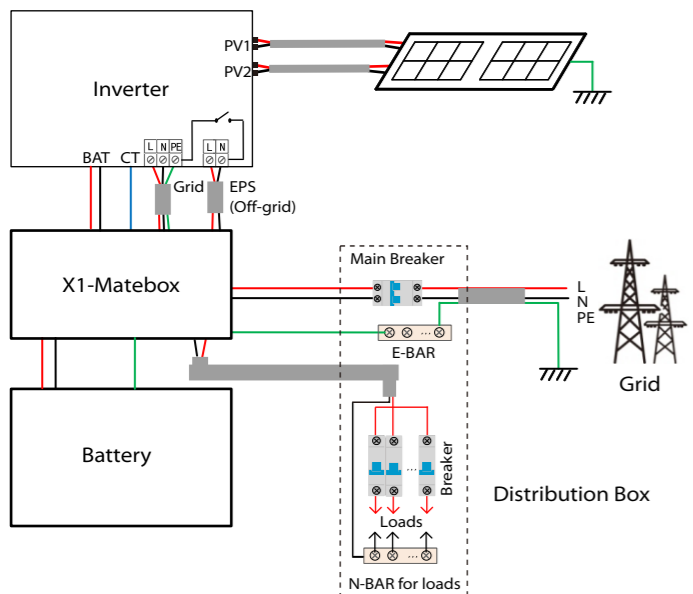 PV1
PV2
Inverter
L N PE
L N
BAT CT
Grid
EPS
(Off-grid)
X1-Matebox
Main Breaker
L
N
PE
E-BAR
Grid
Battery
Breaker
Distribution Box
Loads
N-BAR for loads